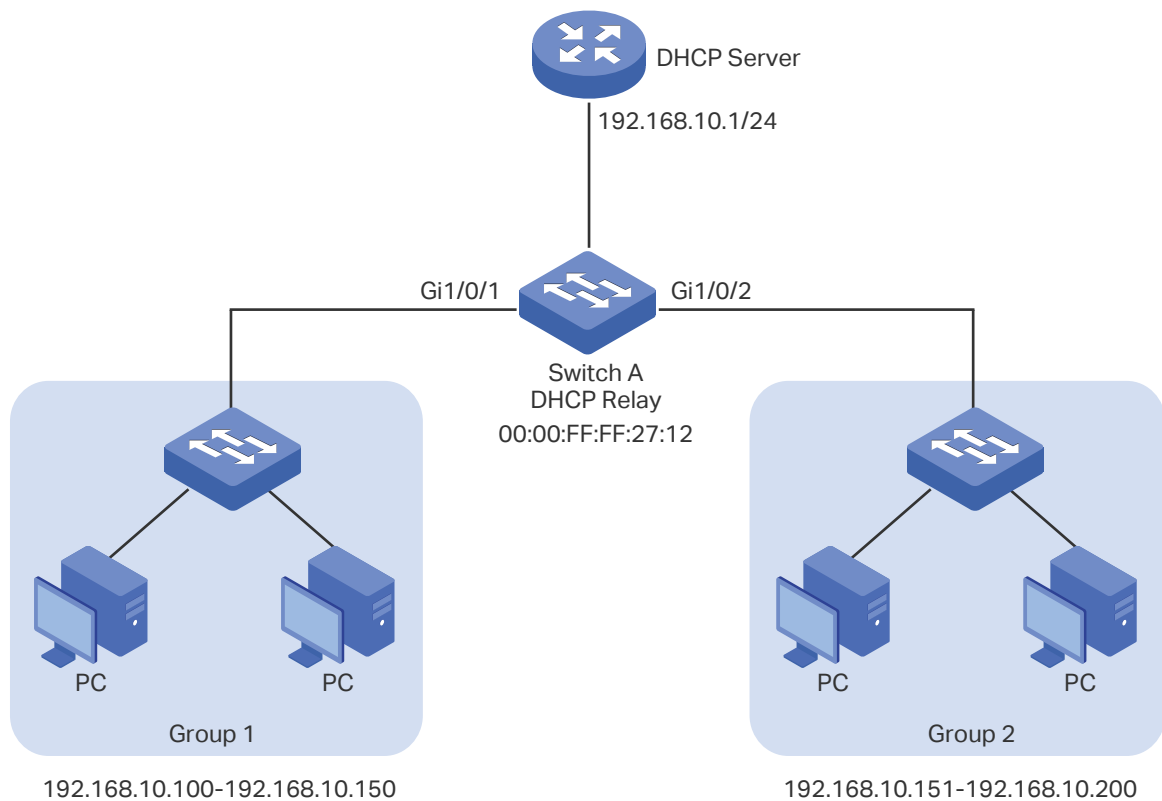 DHCP Server
192.168.10.1/24
Gi1/0/1
Gi1/0/2
Switch A
DHCP Relay
00:00:FF:FF:27:12
PC
PC
PC
PC
Group 1
Group 2
192.168.10.100-192.168.10.150
192.168.10.151-192.168.10.200